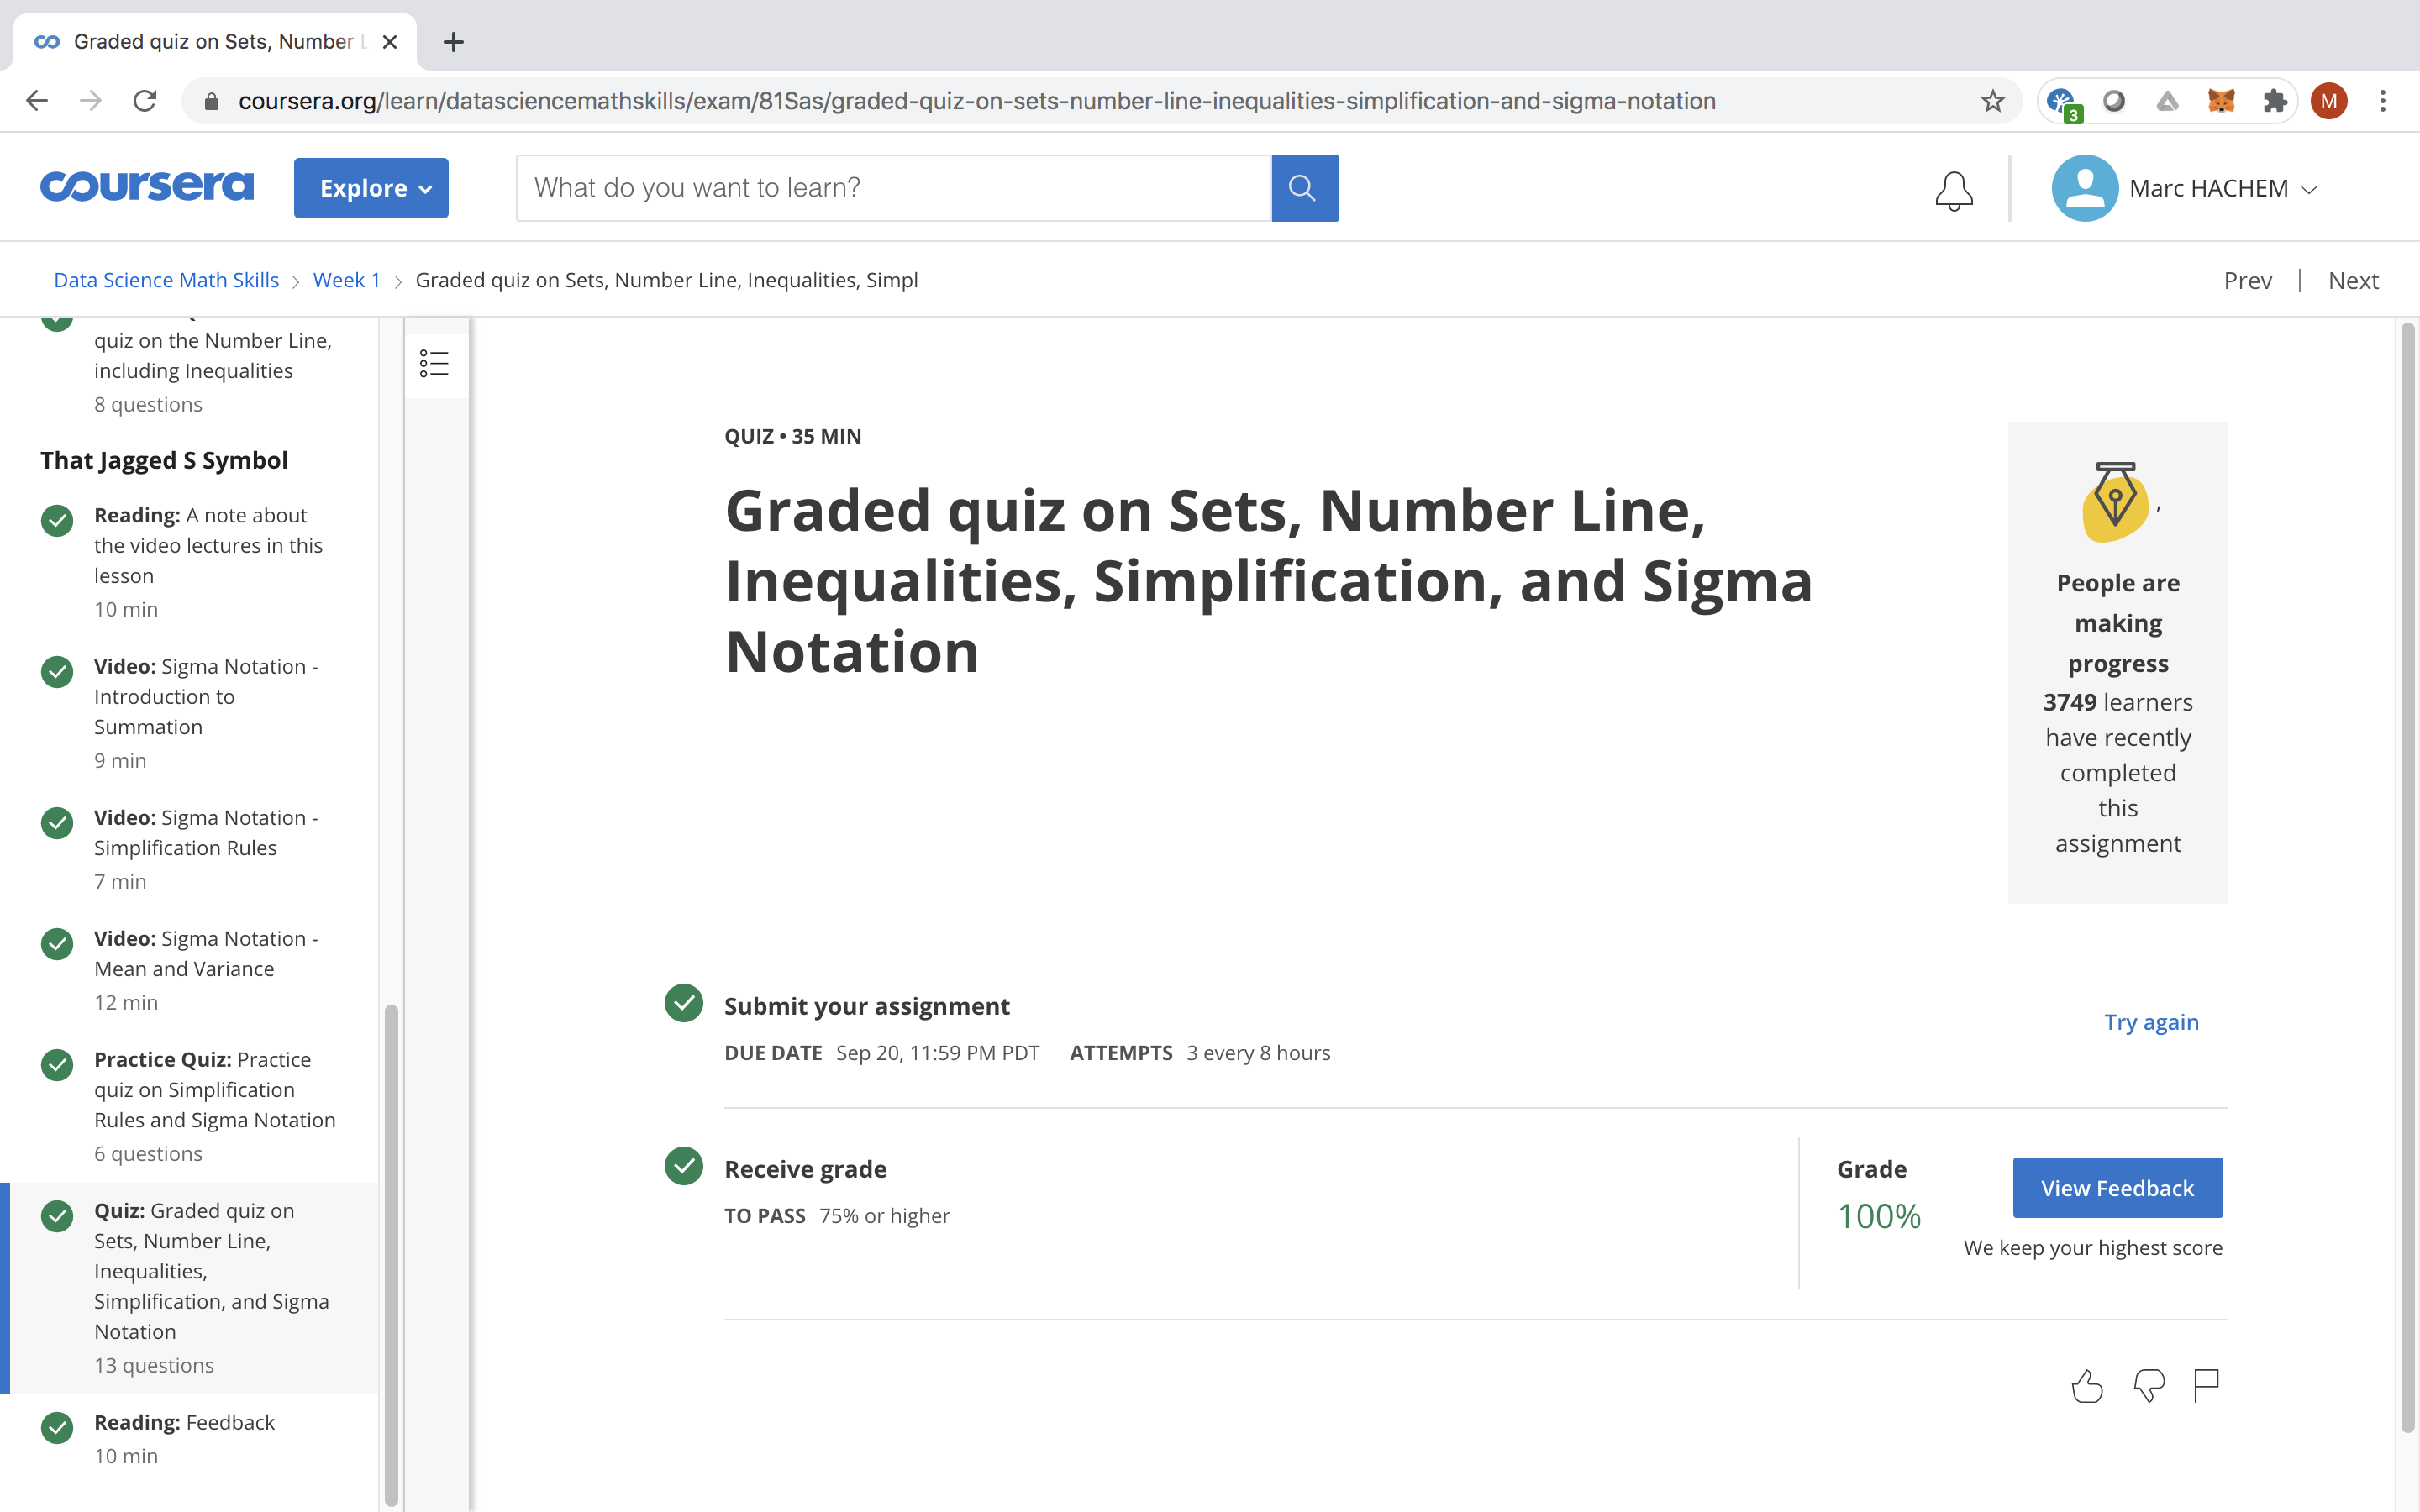 Graded quiz on Sets, Number L
coursera.org/learn/datasciencemathskills/exam/81Sas/graded-quiz-on-sets-number-line-inequalities-simplification-and-sigma-notation
3
M
coursera
Explore
What do you want to learn?
Marc HACHEM
Data Science Math Skills
Week 1
Graded quiz on Sets, Number Line, Inequalities, Simpl
Prev
Next
quiz on the Number Line,
including Inequalities
8 questions
That Jagged S Symbol
Reading: A note about
the video lectures in this
lesson
10 min
Video: Sigma Notation -
Introduction to
Summation
9 min
Video: Sigma Notation -
Simplification Rules
7 min
Video: Sigma Notation -
Mean and Variance
12 min
Practice Quiz: Practice
quiz on Simplification
Rules and Sigma Notation
6 questions
Quiz: Graded quiz on
Sets, Number Line,
Inequalities,
Simplification, and Sigma
Notation
13 questions
Reading: Feedback
10 min
QUIZ • 35 MIN
Graded quiz on Sets, Number Line,
Inequalities, Simplification, and Sigma
Notation
,
People are
making
progress
3749 learners
have recently
completed
this
assignment
Submit your assignment
DUE DATE Sep 20, 11:59 PM PDT ATTEMPTS 3 every 8 hours
Try again
Receive grade
TO PASS 75% or higher
Grade
100%
View Feedback
We keep your highest score